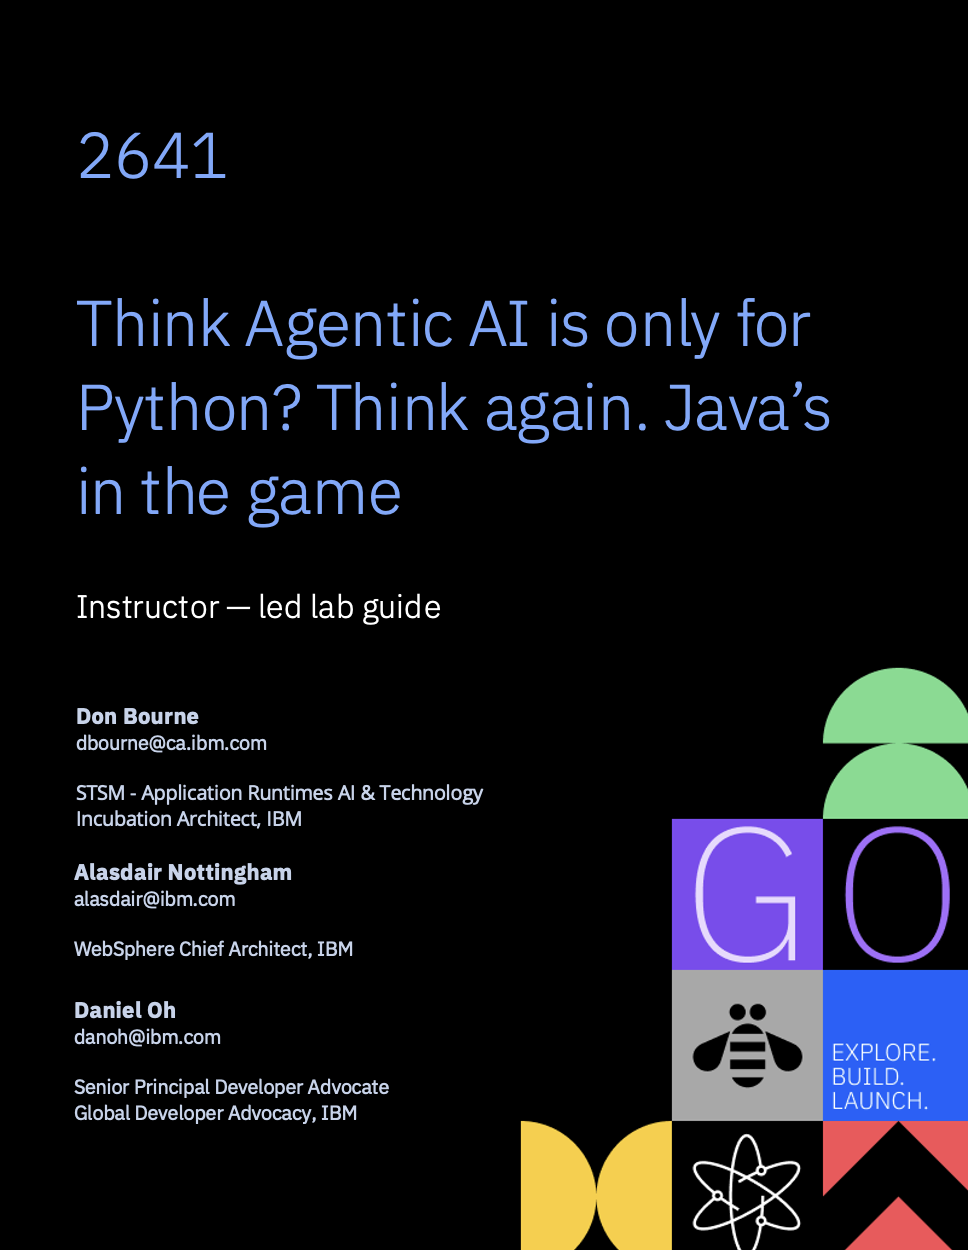 2641
Think Agentic AI is only for
Python? Think again. Java’s
in the game
Instructor — led lab guide
Don Bourne
dbourne@ca.ibm.com
STSM - Application Runtimes AI & Technology
Incubation Architect, IBM
Alasdair Nottingham
alasdair@ibm.com
WebSphere Chief Architect, IBM
Daniel Oh
danoh@ibm.com
Senior Principal Developer Advocate
Global Developer Advocacy, IBM
GO
EXPLORE.
BUILD.
LAUNCH.